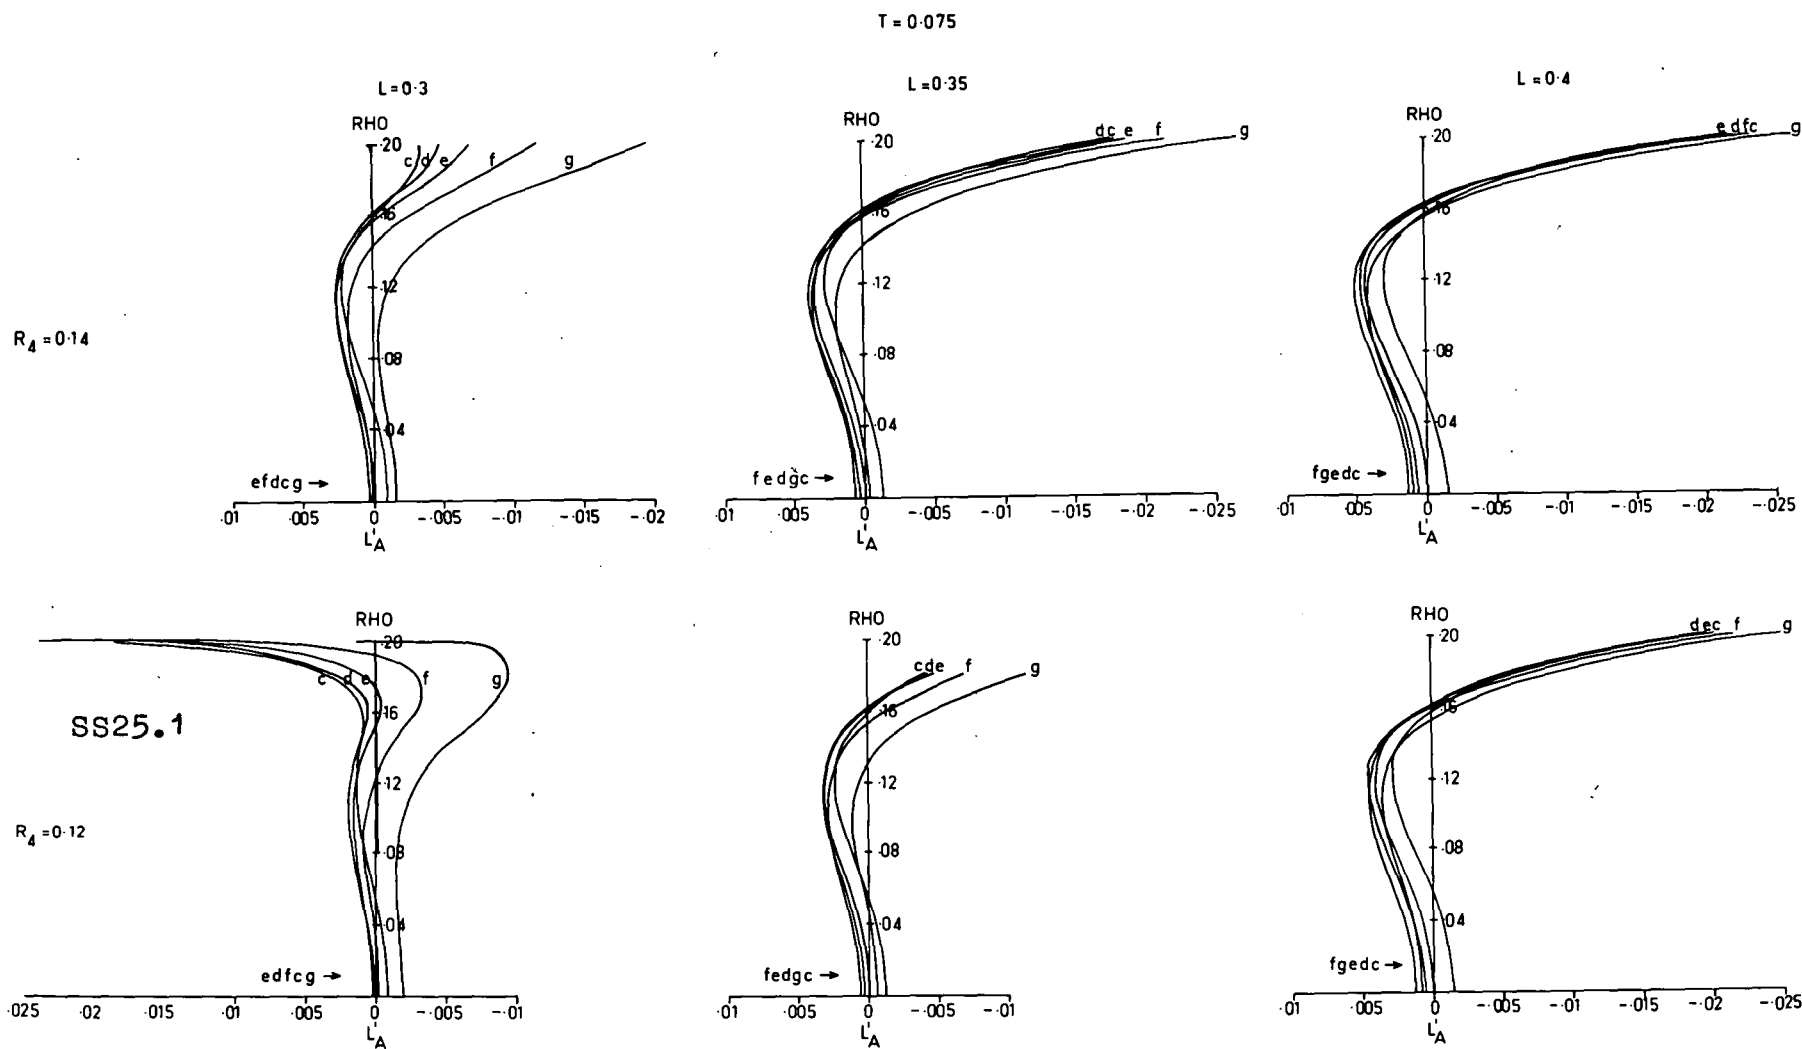 T = 0·075
L = 0·3
L = 0·35
L = 0·4
R4 = 0·14
RHO
·20
c d e f g
·16
·12
·08
·04
efdcg →
·01 ·005 0 -·005 -·01 -·015 -·02
L'A
RHO
·20
dc e f g
·16
·12
·08
·04
fedgc →
·01 ·005 0 -·005 -·01 -·015 -·02 -·025
L'A
RHO
·20
e dfc g
·16
·12
·08
·04
fgedc →
·01 ·005 0 -·005 -·01 -·015 -·02 -·025
L'A
SS25.1
R4 = 0·12
RHO
·20
c d e f g
·16
·12
·08
·04
edfcg →
·025 ·02 ·015 ·01 ·005 0 -·005 -·01
L'A
RHO
·20
cde f g
·16
·12
·08
·04
fedgc →
·01 ·005 0 -·005 -·01
L'A
RHO
·20
dec f g
·16
·12
·08
·04
fgedc →
·01 ·005 0 -·005 -·01 -·015 -·02 -·025
L'A